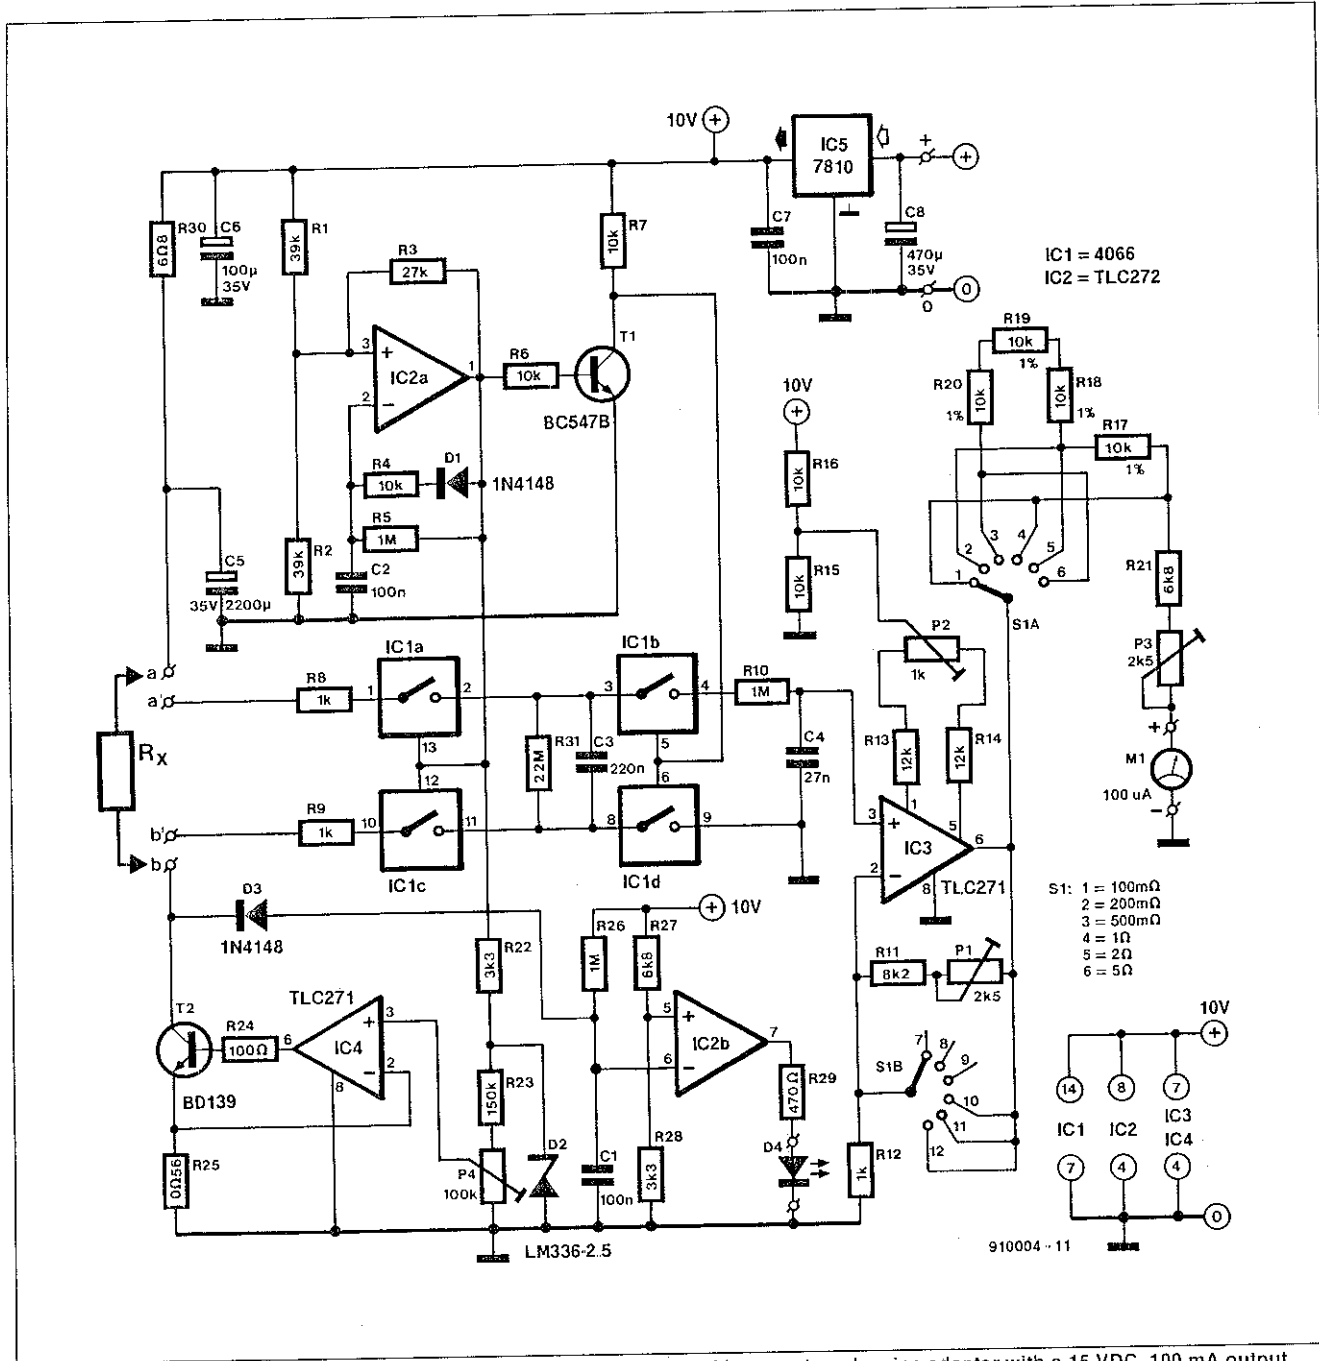 10V
IC5
7810
+
+
R30
6Ω8
C6
100µ
35V
R1
39k
R3
27k
R7
10k
C7
100n
C8
470µ
35V
0
0
IC1 = 4066
IC2 = TLC272
3
+
IC2a
1
2
−
R6
10k
T1
BC547B
R4
10k
D1
1N4148
R5
1M
R2
39k
C2
100n
C5
35V 2200µ
10V
R16
10k
R15
10k
R19
10k
1%
R20
10k
1%
R18
10k
1%
R17
10k
1%
1
2
3
4
5
6
S1A
R21
6k8
P3
2k5
+
M1
100 uA
−
a
a'
Rx
b'
b
R8
1k
IC1a
1
2
13
12
R9
1k
10
11
IC1c
R31
22M
C3
220n
IC1b
3
4
5
6
8
9
IC1d
R10
1M
C4
27n
P2
1k
R13
12k
R14
12k
3
+
1
5
IC3
6
2
−
8
TLC271
S1: 1 = 100mΩ
2 = 200mΩ
3 = 500mΩ
4 = 1Ω
5 = 2Ω
6 = 5Ω
D3
1N4148
R22
3k3
R26
1M
R27
6k8
10V
R11
8k2
P1
2k5
T2
BD139
R24
100Ω
TLC271
6
IC4
+
3
−
2
8
R23
150k
P4
100k
D2
LM336-2.5
R25
0Ω56
5
+
IC2b
7
6
−
R29
470Ω
C1
100n
R28
3k3
D4
S1B
7
8
9
10
11
12
R12
1k
10V
14
8
7
IC1
IC2
IC3
IC4
7
4
4
0
910004 - 11
adaptor with a 15 VDC, 100 mA output